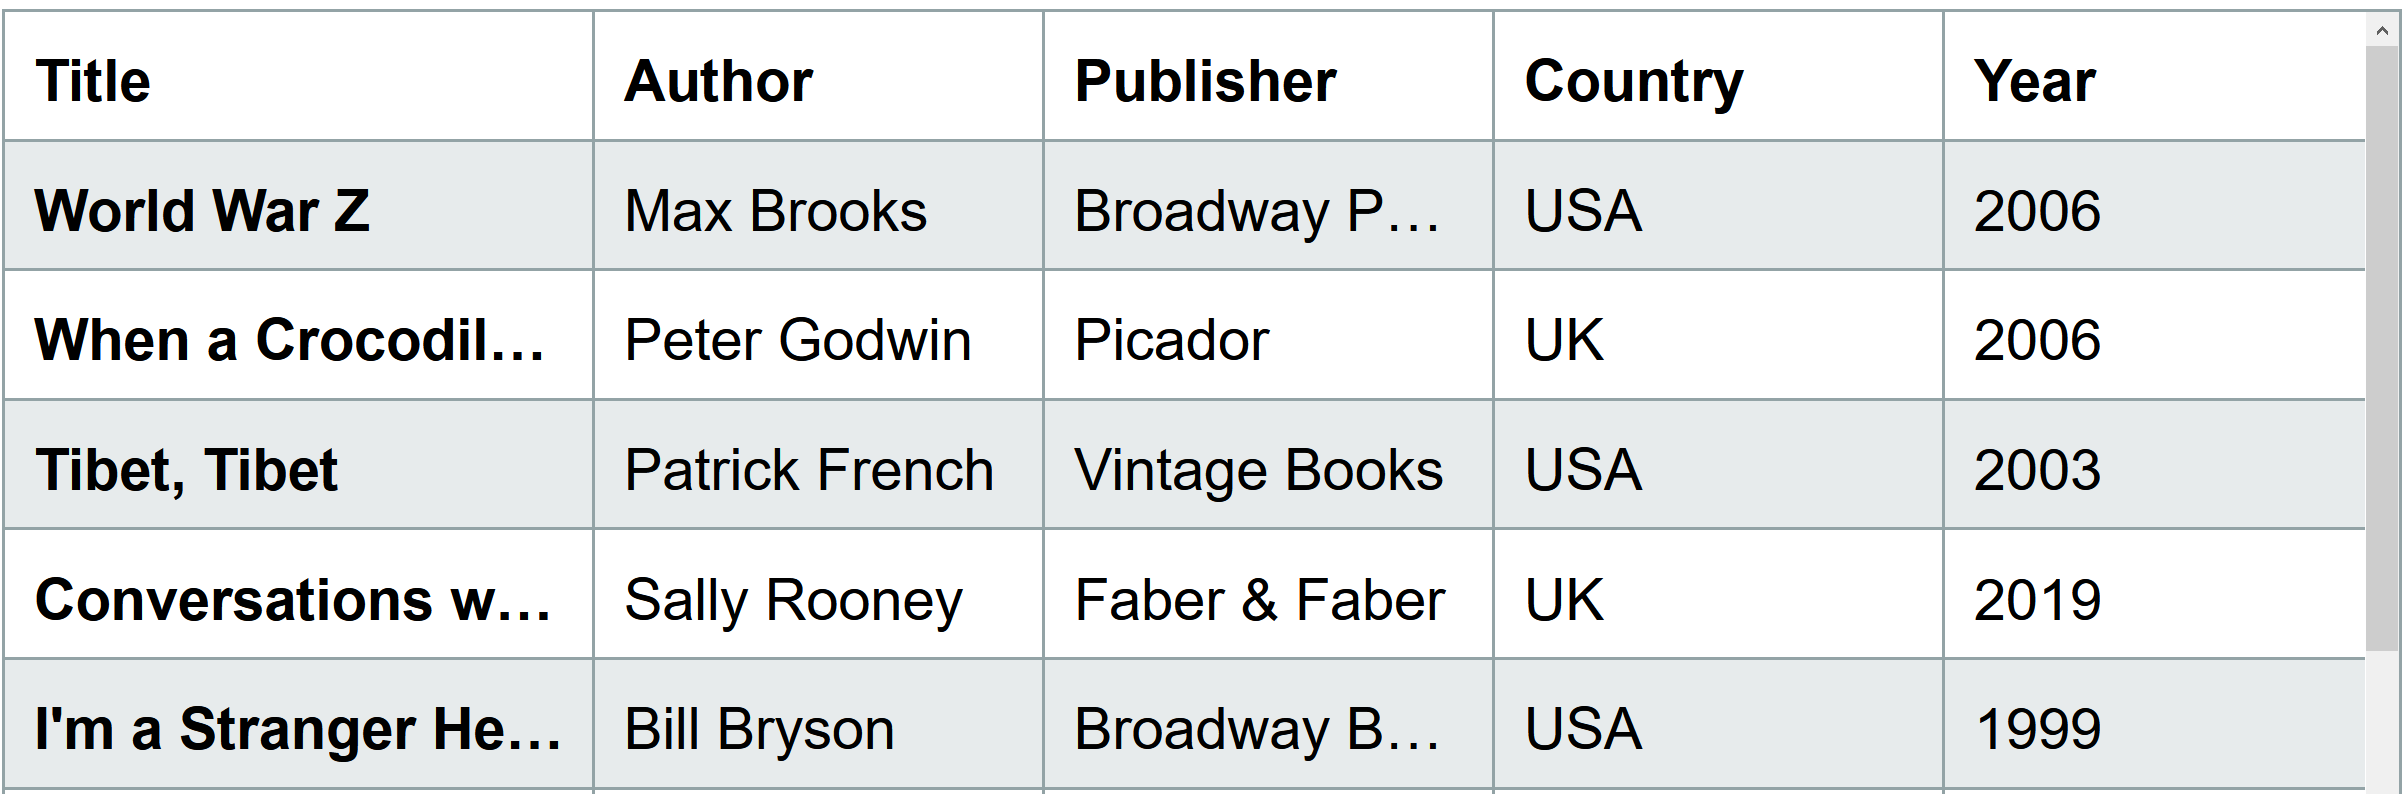 Title Author Publisher Country Year
World War Z Max Brooks Broadway P… USA 2006
When a Crocodil… Peter Godwin Picador UK 2006
Tibet, Tibet Patrick French Vintage Books USA 2003
Conversations w… Sally Rooney Faber & Faber UK 2019
I'm a Stranger He… Bill Bryson Broadway B… USA 1999